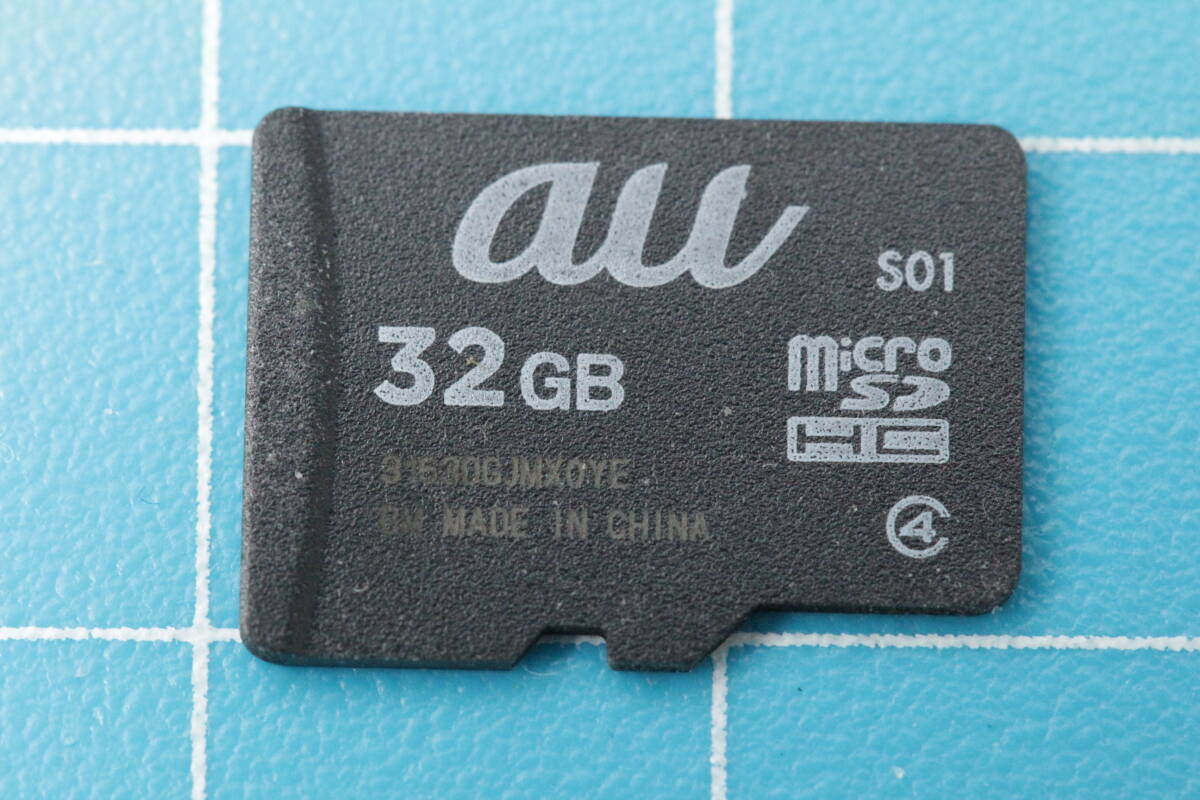 au
S01
32GB
micro
SD
HC
MADE IN CHINA
4